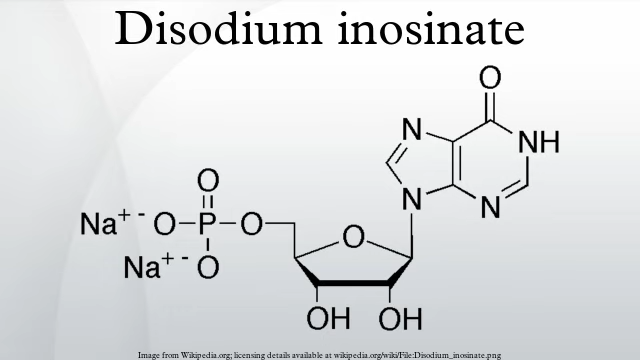 Disodium inosinate
O
N
NH
N
N
O
Na+ - O P O
O
Na+ - O
OH OH
Image from Wikipedia.org; licensing details available at wikipedia.org/wiki/File:Disodium_inosinate.png